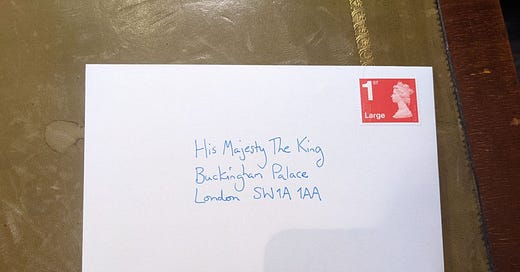 1ST
Large
His Majesty The King
Buckingham Palace
London SW1A 1AA